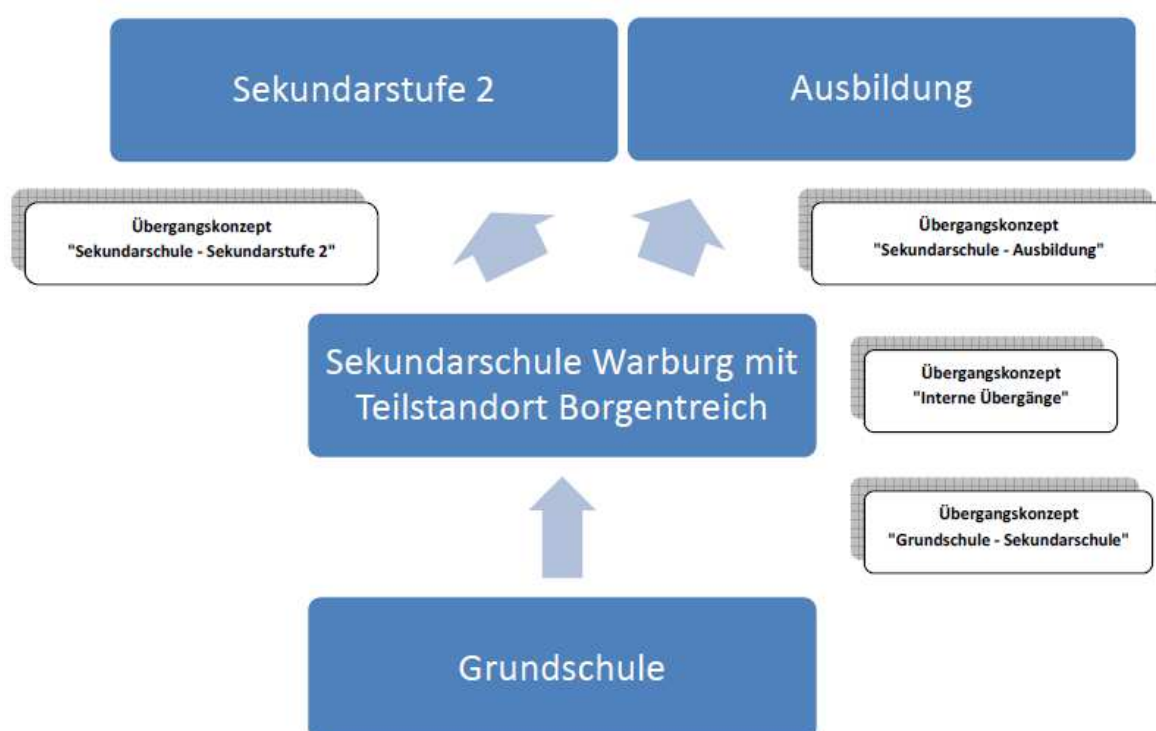 Sekundarstufe 2
Ausbildung
Übergangskonzept
"Sekundarschule - Sekundarstufe 2"
Übergangskonzept
"Sekundarschule - Ausbildung"
Sekundarschule Warburg mit
Teilstandort Borgentreich
Übergangskonzept
"Interne Übergänge"
Übergangskonzept
"Grundschule - Sekundarschule"
Grundschule